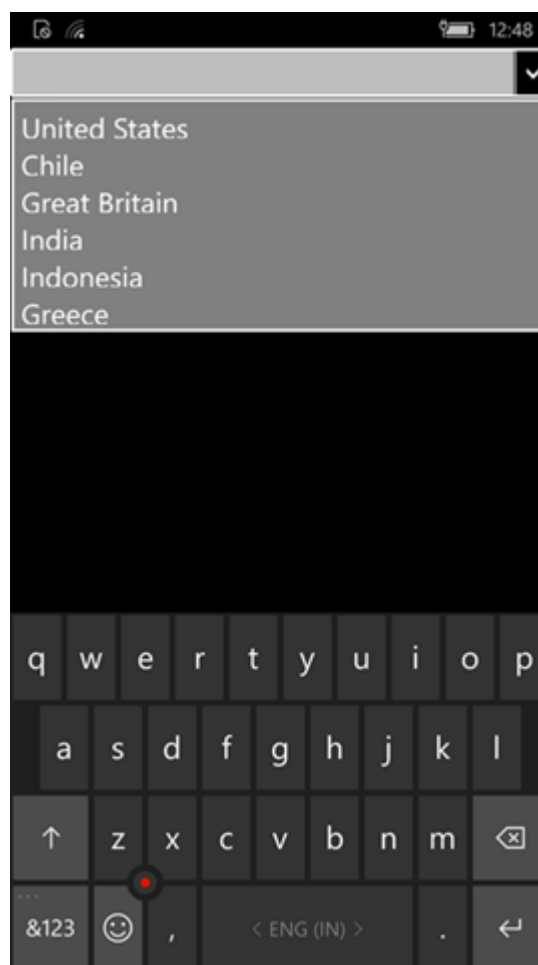 12:48
United States
Chile
Great Britain
India
Indonesia
Greece
q w e r t y u i o p
a s d f g h j k l
z x c v b n m
&123 , < ENG (IN) > .